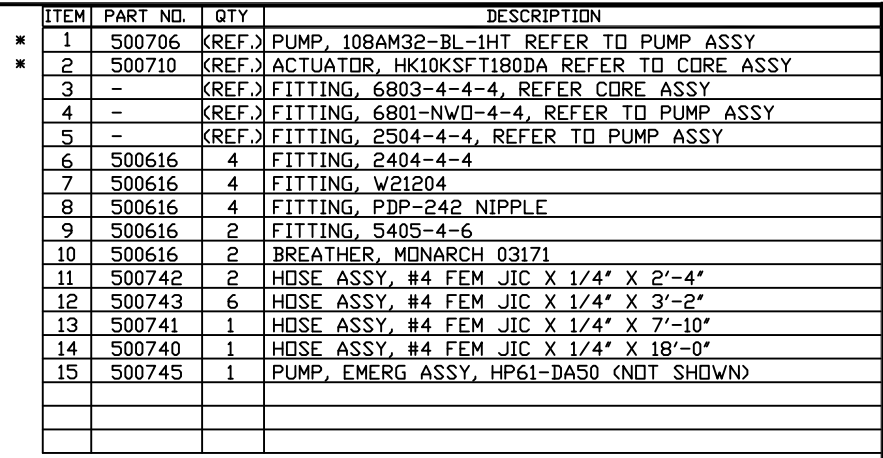 ITEM PART NO. QTY DESCRIPTION
* 1 500706 (REF.) PUMP, 108AM32-BL-1HT REFER TO PUMP ASSY
* 2 500710 (REF.) ACTUATOR, HK10KSFT180DA REFER TO CORE ASSY
3 - (REF.) FITTING, 6803-4-4-4, REFER CORE ASSY
4 - (REF.) FITTING, 6801-NWO-4-4, REFER TO PUMP ASSY
5 - (REF.) FITTING, 2504-4-4, REFER TO PUMP ASSY
6 500616 4 FITTING, 2404-4-4
7 500616 4 FITTING, W21204
8 500616 4 FITTING, PDP-242 NIPPLE
9 500616 2 FITTING, 5405-4-6
10 500616 2 BREATHER, MONARCH 03171
11 500742 2 HOSE ASSY, #4 FEM JIC X 1/4" X 2'-4"
12 500743 6 HOSE ASSY, #4 FEM JIC X 1/4" X 3'-2"
13 500741 1 HOSE ASSY, #4 FEM JIC X 1/4" X 7'-10"
14 500740 1 HOSE ASSY, #4 FEM JIC X 1/4" X 18'-0"
15 500745 1 PUMP, EMERG ASSY, HP61-DA50 (NOT SHOWN)